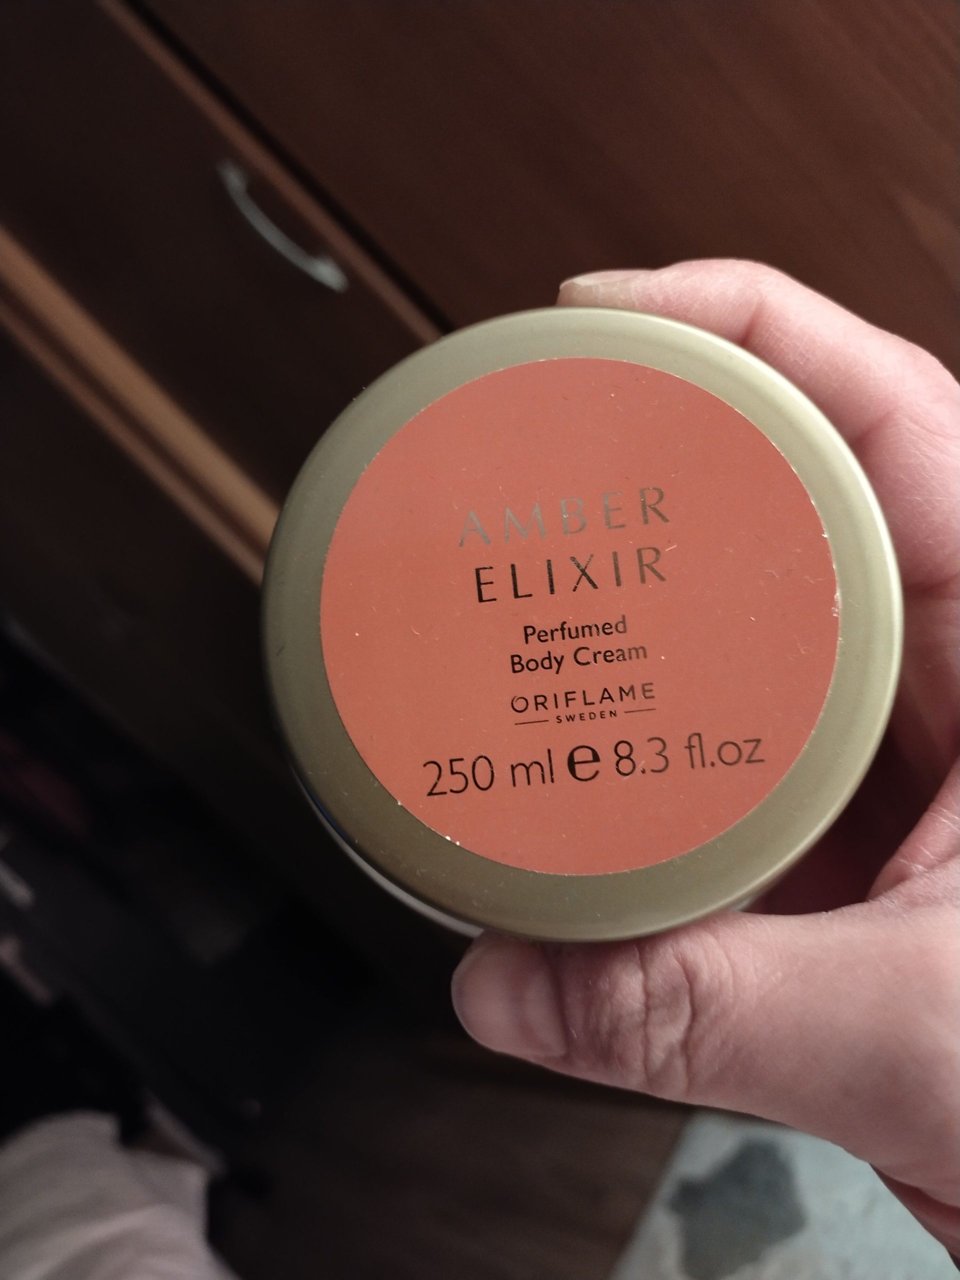 AMBER
ELIXIR
Perfumed
Body Cream
ORIFLAME
SWEDEN
250 ml e 8.3 fl.oz